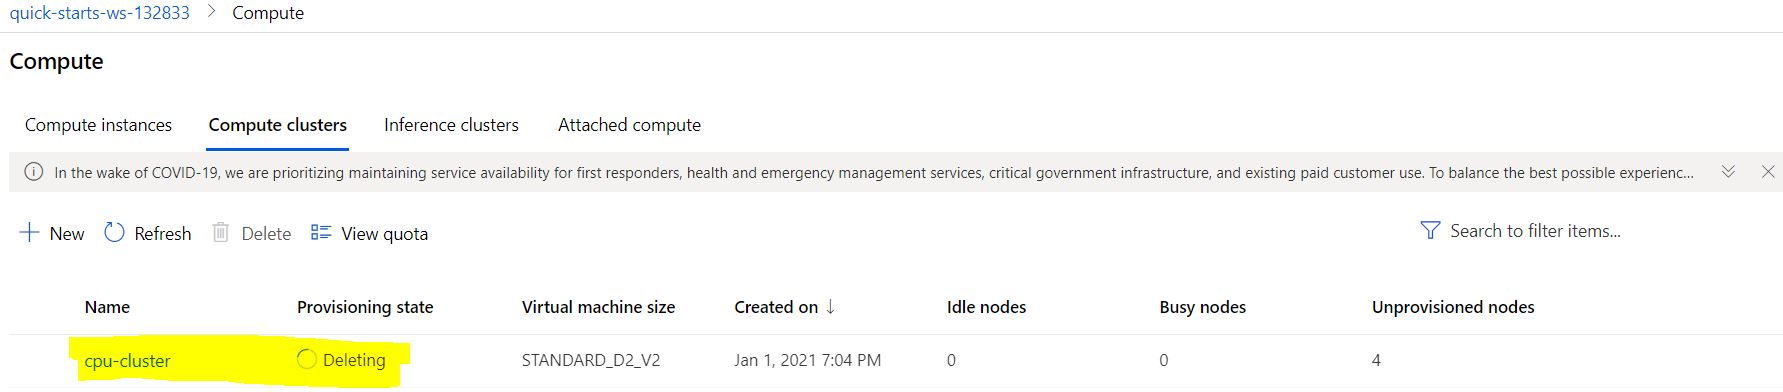 quick-starts-ws-132833 > Compute
Compute
Compute instances Compute clusters Inference clusters Attached compute
In the wake of COVID-19, we are prioritizing maintaining service availability for first responders, health and emergency management services, critical government infrastructure, and existing paid customer use. To balance the best possible experienc...
New Refresh Delete View quota Search to filter items...
Name Provisioning state Virtual machine size Created on ↓ Idle nodes Busy nodes Unprovisioned nodes
cpu-cluster Deleting STANDARD_D2_V2 Jan 1, 2021 7:04 PM 0 0 4